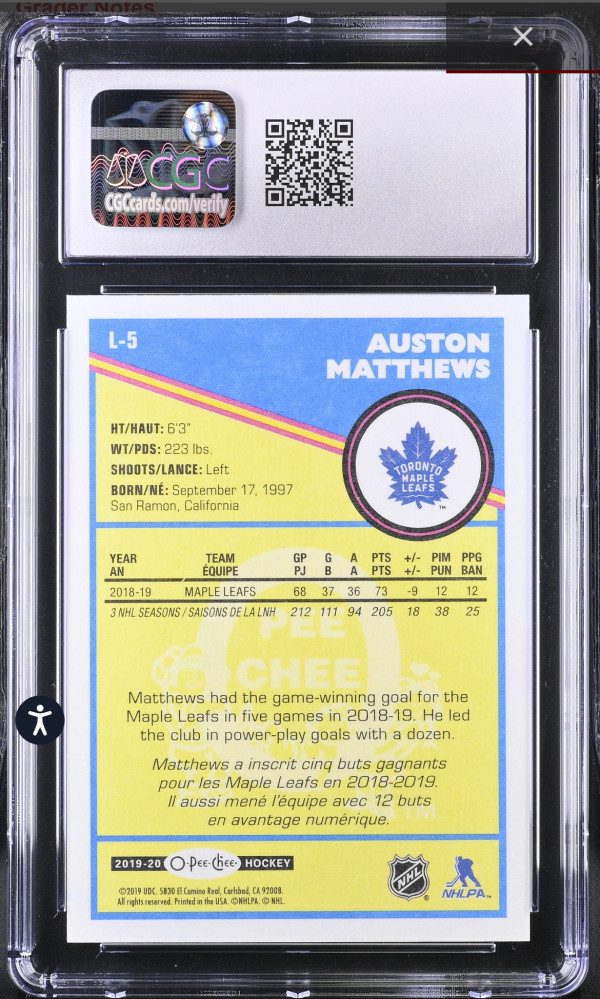 Grader Notes
CGC
CGCcards.com/verify
L-5
AUSTON
MATTHEWS
HT/HAUT: 6'3"
WT/PDS: 223 lbs.
SHOOTS/LANCE: Left
BORN/NÉ: September 17, 1997
San Ramon, California
TORONTO
MAPLE
LEAFS
TM
YEAR TEAM GP G A PTS +/- PIM PPG
AN ÉQUIPE PJ B A PTS +/- PUN BAN
2018-19 MAPLE LEAFS 68 37 36 73 -9 12 12
3 NHL SEASONS / SAISONS DE LA LNH 212 111 94 205 18 38 25
PEE
CHEE
Matthews had the game-winning goal for the
Maple Leafs in five games in 2018-19. He led
the club in power-play goals with a dozen.
Matthews a inscrit cinq buts gagnants
pour les Maple Leafs en 2018-2019.
Il aussi mené l'équipe avec 12 buts
en avantage numérique.
TM
2019-20 O-Pee-Chee HOCKEY
NHL
®
NHLPA™
©2019 UDC. 5830 El Camino Real, Carlsbad, CA 92008.
All rights reserved. Printed in the USA. ©NHLPA. © NHL.